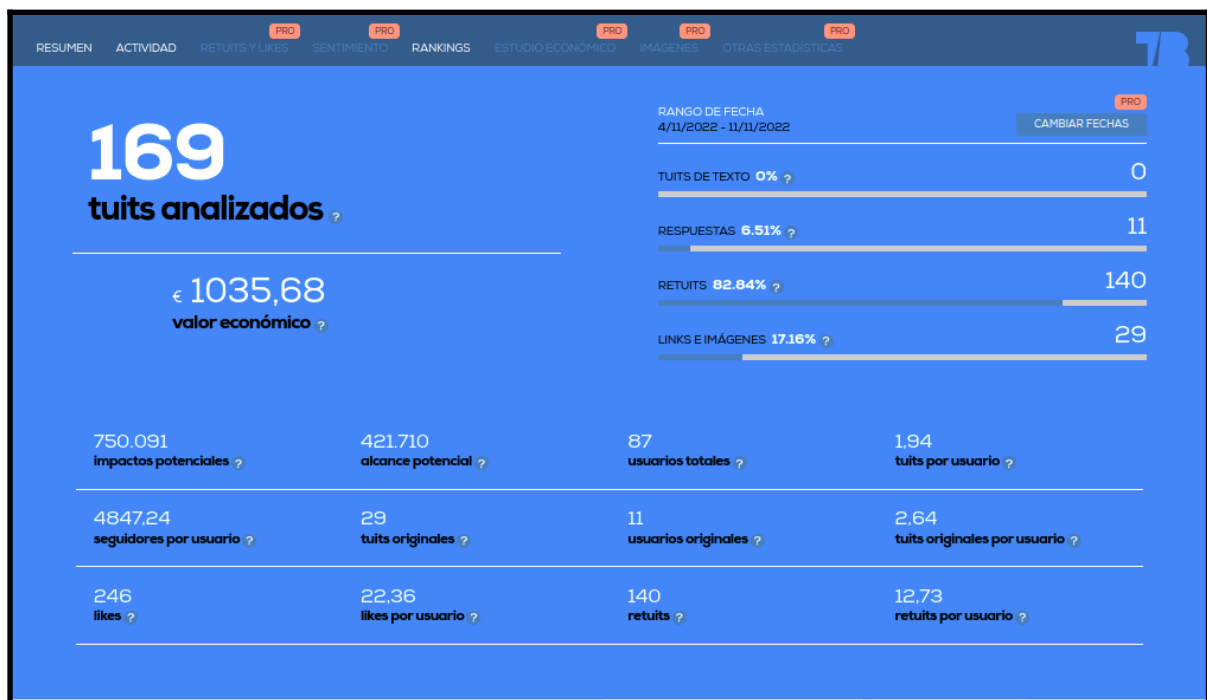 PRO PRO PRO PRO PRO
RESUMEN ACTIVIDAD RETUITS Y LIKES SENTIMIENTO RANKINGS ESTUDIO ECONÓMICO IMÁGENES OTRAS ESTADÍSTICAS
TB
169
tuits analizados ?
€ 1035,68
valor económico ?
RANGO DE FECHA
4/11/2022 - 11/11/2022
PRO
CAMBIAR FECHAS
TUITS DE TEXTO 0% ? 0
RESPUESTAS 6.51% ? 11
RETUITS 82.84% ? 140
LINKS E IMÁGENES 17.16% ? 29
750.091 421.710 87 1,94
impactos potenciales ? alcance potencial ? usuarios totales ? tuits por usuario ?
4847,24 29 11 2,64
seguidores por usuario ? tuits originales ? usuarios originales ? tuits originales por usuario ?
246 22,36 140 12,73
likes ? likes por usuario ? retuits ? retuits por usuario ?